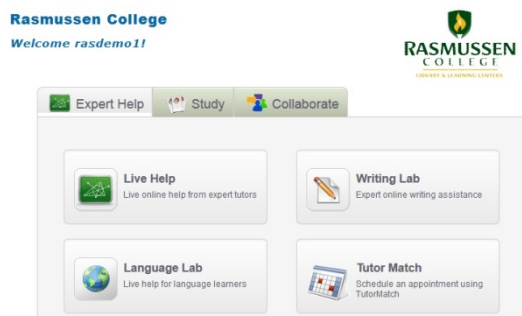 Rasmussen College
Welcome rasdemo1!
RASMUSSEN
COLLEGE
LIBRARY & LEARNING CENTERS
Expert Help
Study
Collaborate
Live Help
Live online help from expert tutors
Writing Lab
Expert online writing assistance
Language Lab
Live help for language learners
Tutor Match
Schedule an appointment using
TutorMatch